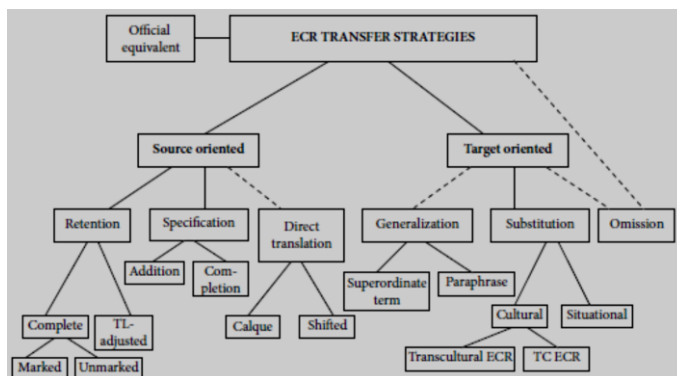 Official
equivalent
ECR TRANSFER STRATEGIES
Source oriented
Target oriented
Retention
Specification
Direct
translation
Generalization
Substitution
Omission
Addition
Com-
pletion
Superordinate
term
Paraphrase
Complete
TL-
adjusted
Calque
Shifted
Cultural
Situational
Marked
Unmarked
Transcultural ECR
TC ECR